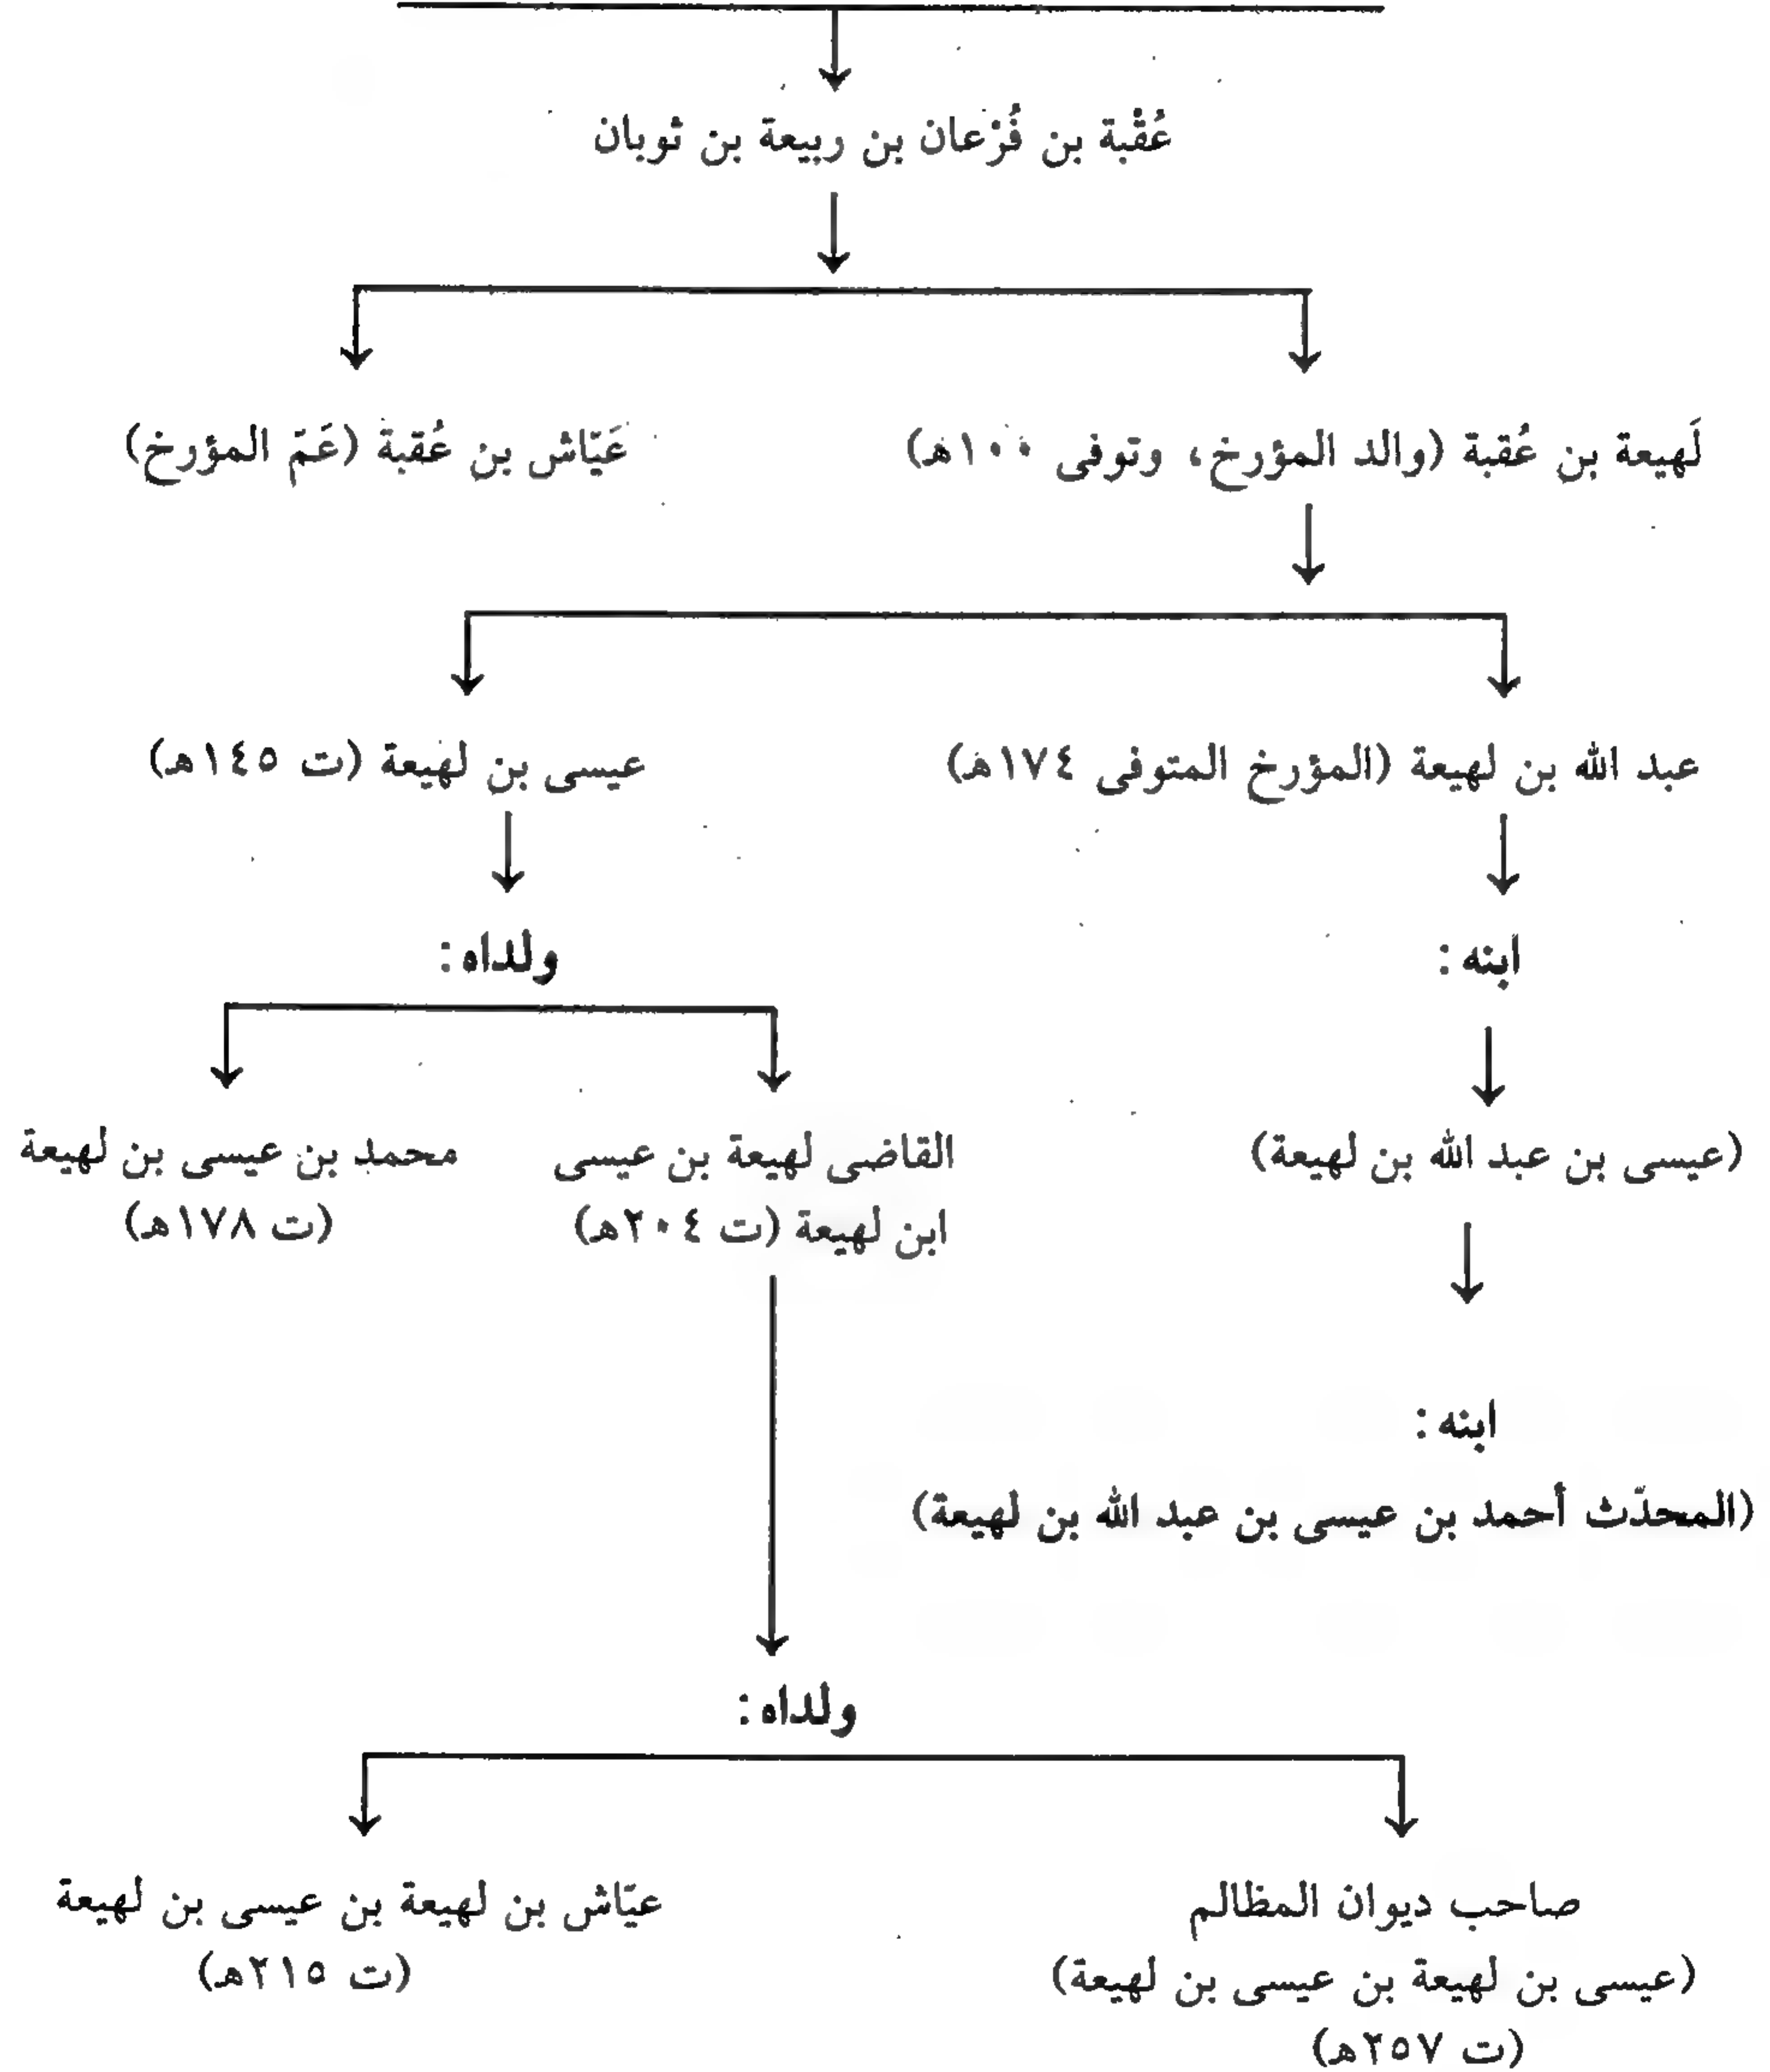 عُقْبة بن فُرْعان بن ربيعة بن ثوبان
لَهيعة بن عُقبة (والد المؤرخ، وتوفى ١٠٠هـ)
عَيّاش بن عُقبة (عَمّ المؤرخ)
عبد الله بن لهيعة (المؤرخ المتوفى ١٧٤هـ)
عيسى بن لهيعة (ت ١٤٥هـ)
ابنه:
ولداه:
(عيسى بن عبد الله بن لهيعة)
القاضى لهيعة بن عيسى
ابن لهيعة (ت ٢٠٤هـ)
محمد بن عيسى بن لهيعة
(ت ١٧٨هـ)
ابنه:
(المحدّث أحمد بن عيسى بن عبد الله بن لهيعة)
ولداه:
صاحب ديوان المظالم
(عيسى بن لهيعة بن عيسى بن لهيعة)
(ت ٢٥٧هـ)
عيّاش بن لهيعة بن عيسى بن لهيعة
(ت ٢١٥هـ)